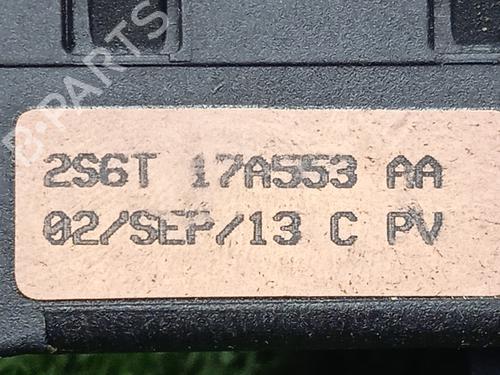 B-PARTS
2S6T 17A553 AA
02/SEP/13 C PV